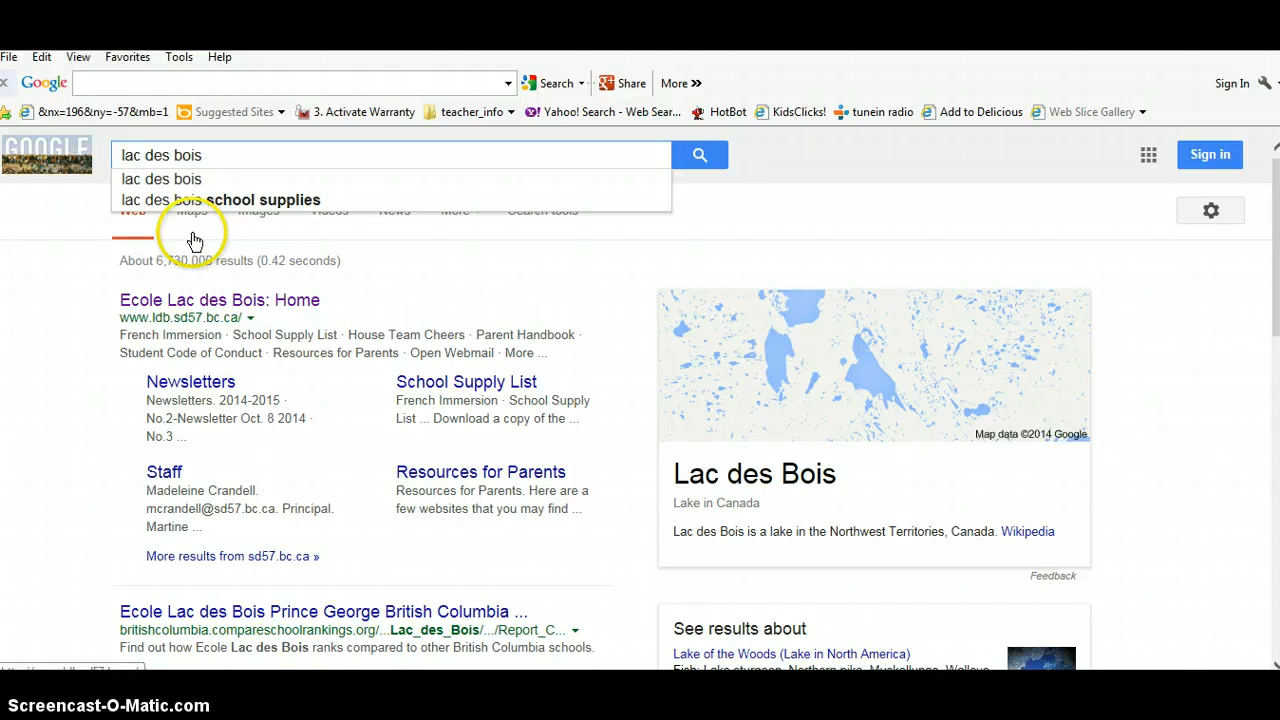 File Edit View Favorites Tools Help
x Google Search Share More » Sign In
&nx=196&ny=-57&mb=1 Suggested Sites 3. Activate Warranty teacher_info Yahoo! Search - Web Sear... HotBot KidsClicks! tunein radio Add to Delicious Web Slice Gallery
GOOGLE lac des bois Sign in
lac des bois
lac des bois school supplies
Web Maps Images Videos News More Search tools
About 6,730,000 results (0.42 seconds)
Ecole Lac des Bois: Home
www.ldb.sd57.bc.ca/
French Immersion · School Supply List · House Team Cheers · Parent Handbook ·
Student Code of Conduct · Resources for Parents · Open Webmail · More ...
Newsletters
Newsletters. 2014-2015 ·
No.2-Newsletter Oct. 8 2014 ·
No.3 ...
School Supply List
French Immersion · School Supply
List ... Download a copy of the ...
Staff
Madeleine Crandell.
mcrandell@sd57.bc.ca. Principal.
Martine ...
Resources for Parents
Resources for Parents. Here are a
few websites that you may find ...
More results from sd57.bc.ca »
Ecole Lac des Bois Prince George British Columbia ...
britishcolumbia.compareschoolrankings.org/...Lac_des_Bois/.../Report_C...
Find out how Ecole Lac des Bois ranks compared to other British Columbia schools.
Map data ©2014 Google
Lac des Bois
Lake in Canada
Lac des Bois is a lake in the Northwest Territories, Canada. Wikipedia
Feedback
See results about
Lake of the Woods (Lake in North America)
Fish: Lake sturgeon, Northern pike, Muskellunge, Walleye
Screencast-O-Matic.com